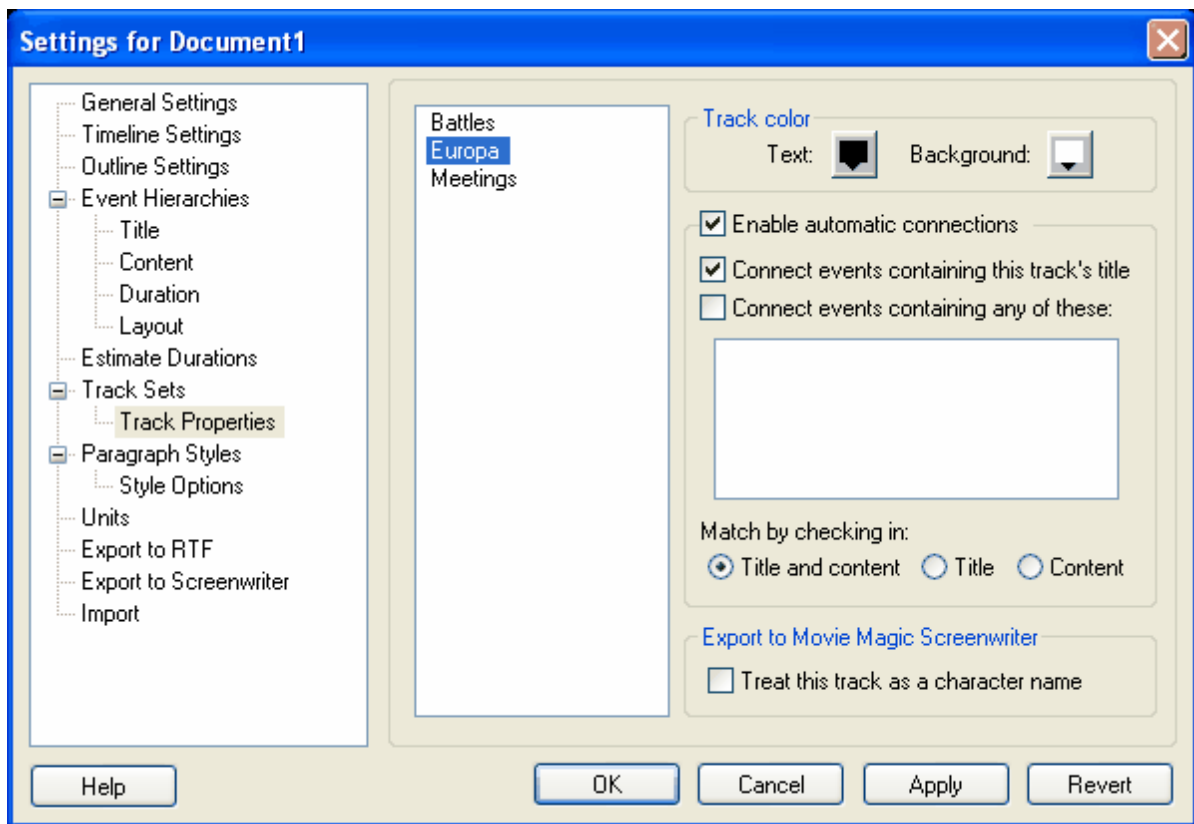 Settings for Document1
General Settings
Timeline Settings
Outline Settings
Event Hierarchies
Title
Content
Duration
Layout
Estimate Durations
Track Sets
Track Properties
Paragraph Styles
Style Options
Units
Export to RTF
Export to Screenwriter
Import
Battles
Europa
Meetings
Track color
Text: Background:
Enable automatic connections
Connect events containing this track's title
Connect events containing any of these:
Match by checking in:
Title and content Title Content
Export to Movie Magic Screenwriter
Treat this track as a character name
Help OK Cancel Apply Revert